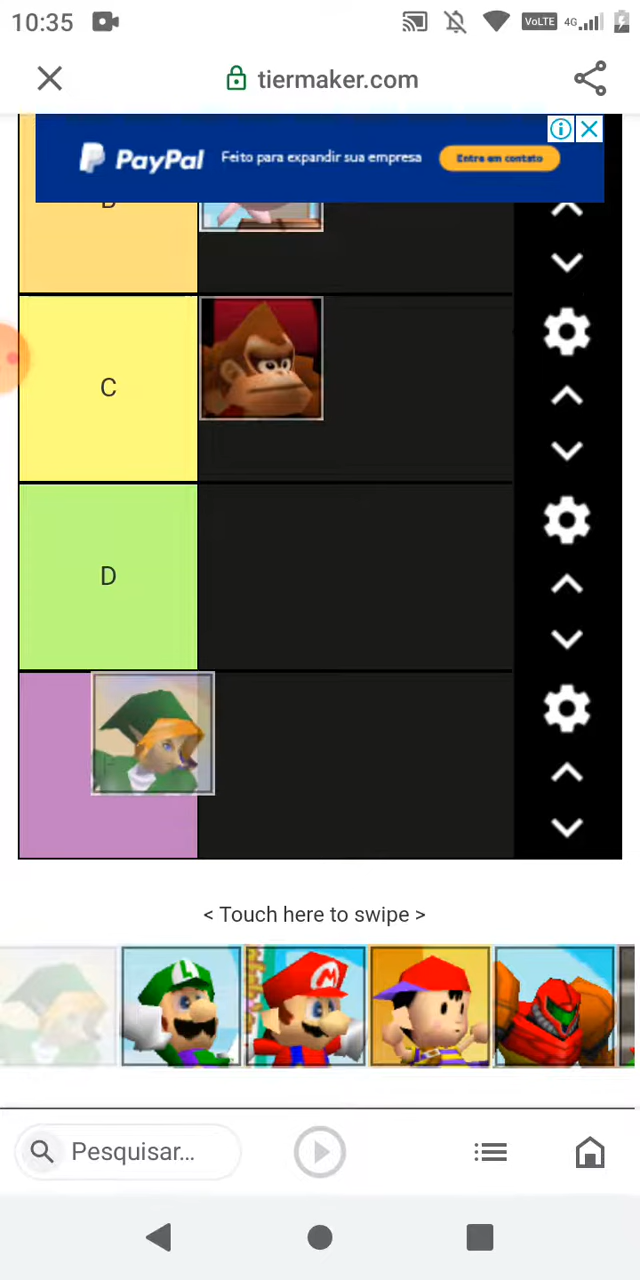 10:35
VoLTE
4G
tiermaker.com
PayPal
Feito para expandir sua empresa
Entre em contato
C
D
< Touch here to swipe >
L
M
Pesquisar...